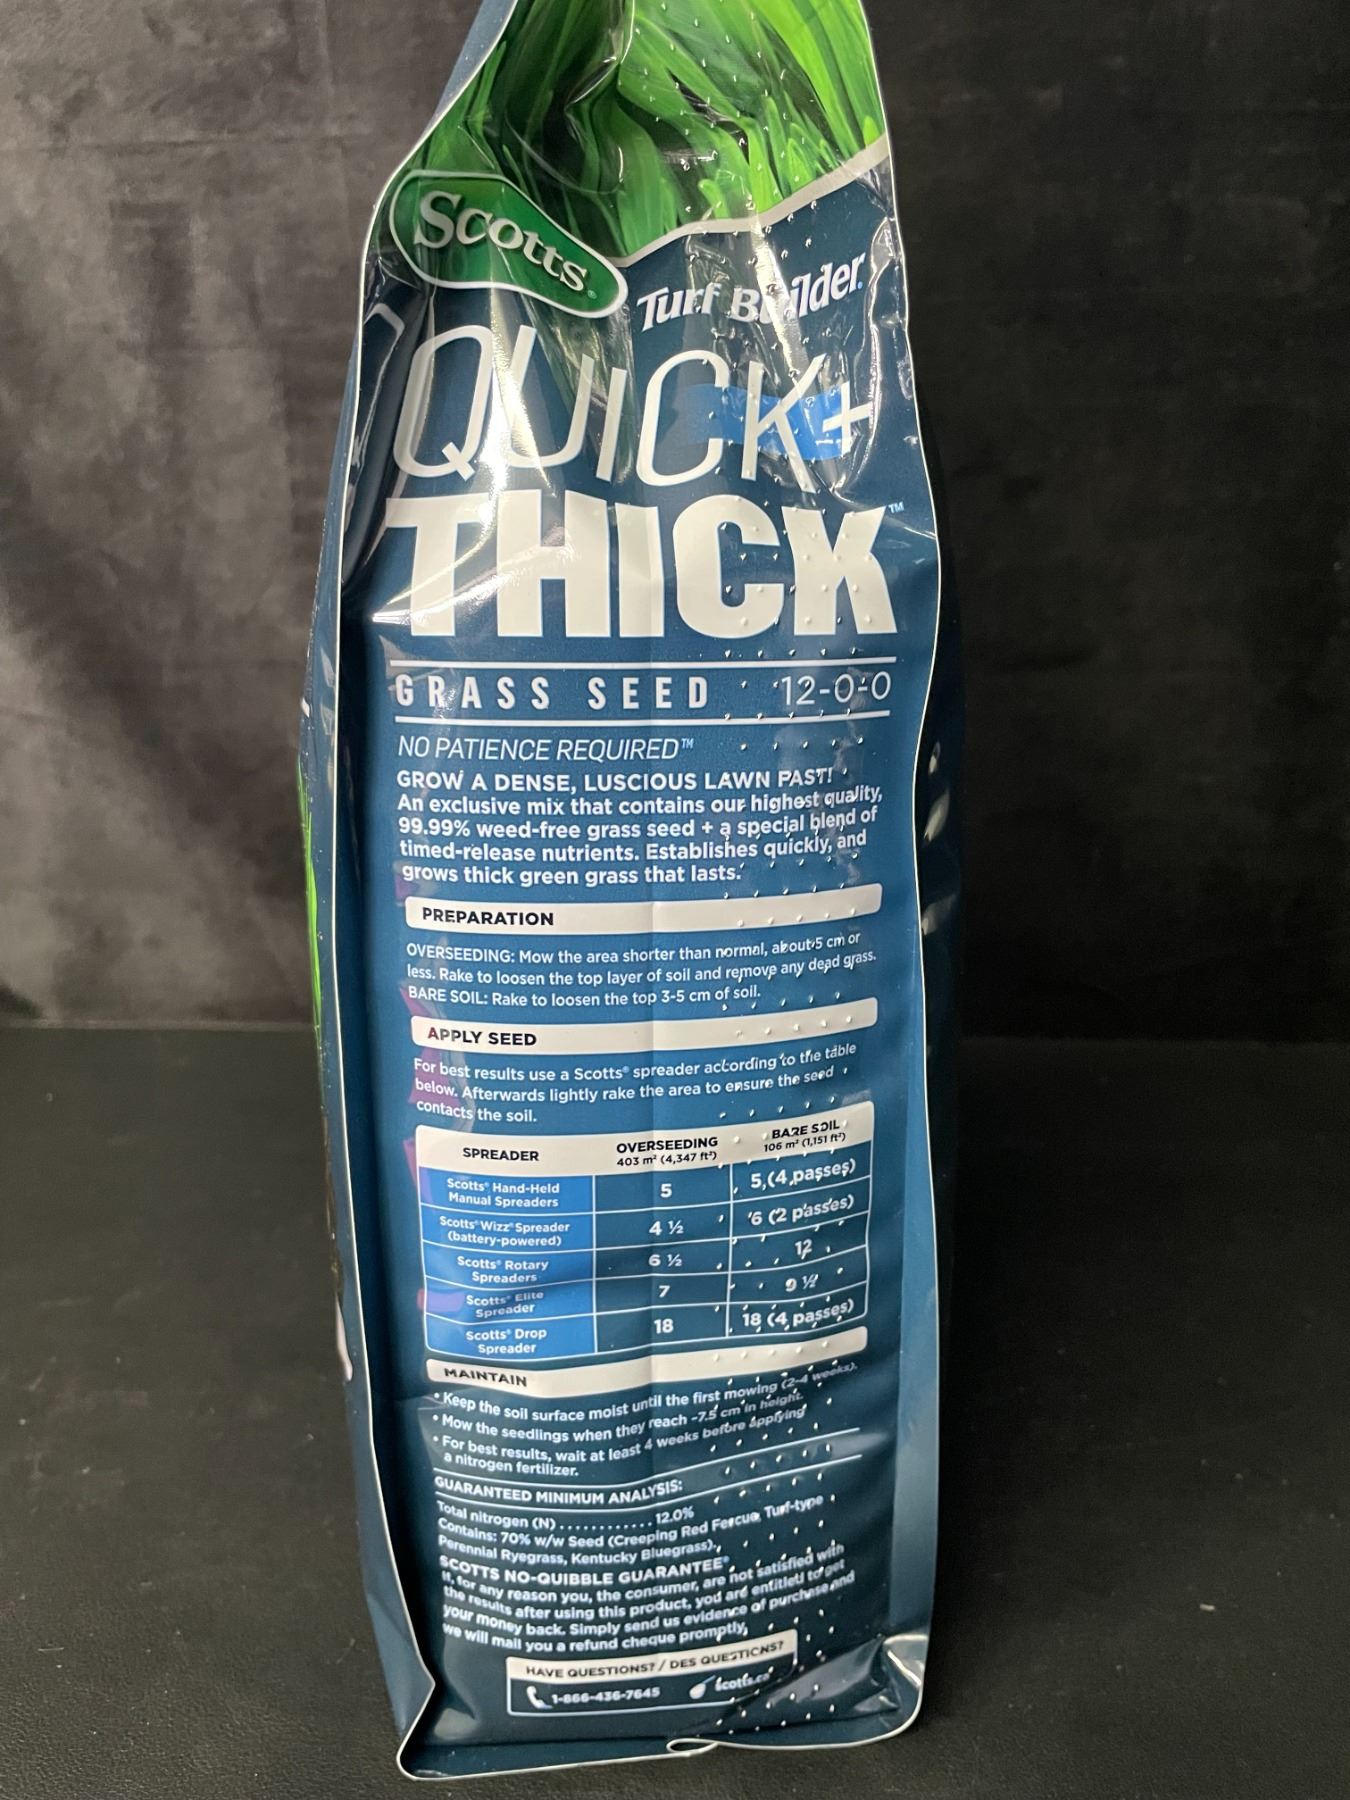 Scotts®
Turf Builder®
QUICK+
THICK™
GRASS SEED 12-0-0
NO PATIENCE REQUIRED™
GROW A DENSE, LUSCIOUS LAWN FAST!
An exclusive mix that contains our highest quality,
99.99% weed-free grass seed + a special blend of
timed-release nutrients. Establishes quickly, and
grows thick green grass that lasts.
PREPARATION
OVERSEEDING: Mow the area shorter than normal, about 5 cm or
less. Rake to loosen the top layer of soil and remove any dead grass.
BARE SOIL: Rake to loosen the top 3-5 cm of soil.
APPLY SEED
For best results use a Scotts® spreader according to the table
below. Afterwards lightly rake the area to ensure the seed
contacts the soil.
SPREADER OVERSEEDING BARE SOIL
403 m² (4,347 ft²) 106 m² (1,151 ft²)
Scotts® Hand-Held
Manual Spreaders 5 5 (4 passes)
Scotts® Wizz® Spreader
(battery-powered) 4 ½ 6 (2 passes)
Scotts® Rotary
Spreaders 6 ½ 12
Scotts® Elite
Spreader 7 9 ½
Scotts® Drop
Spreader 18 18 (4 passes)
MAINTAIN
• Keep the soil surface moist until the first mowing (2-4 weeks).
• Mow the seedlings when they reach ~7.5 cm in height.
• For best results, wait at least 4 weeks before applying
a nitrogen fertilizer.
GUARANTEED MINIMUM ANALYSIS:
Total nitrogen (N) ............ 12.0%
Contains: 70% w/w Seed (Creeping Red Fescue, Turf-type
Perennial Ryegrass, Kentucky Bluegrass).
SCOTTS NO-QUIBBLE GUARANTEE®
If, for any reason you, the consumer, are not satisfied with
the results after using this product, you are entitled to get
your money back. Simply send us evidence of purchase and
we will mail you a refund cheque promptly.
HAVE QUESTIONS? / DES QUESTIONS?
1-866-436-7645 scotts.ca